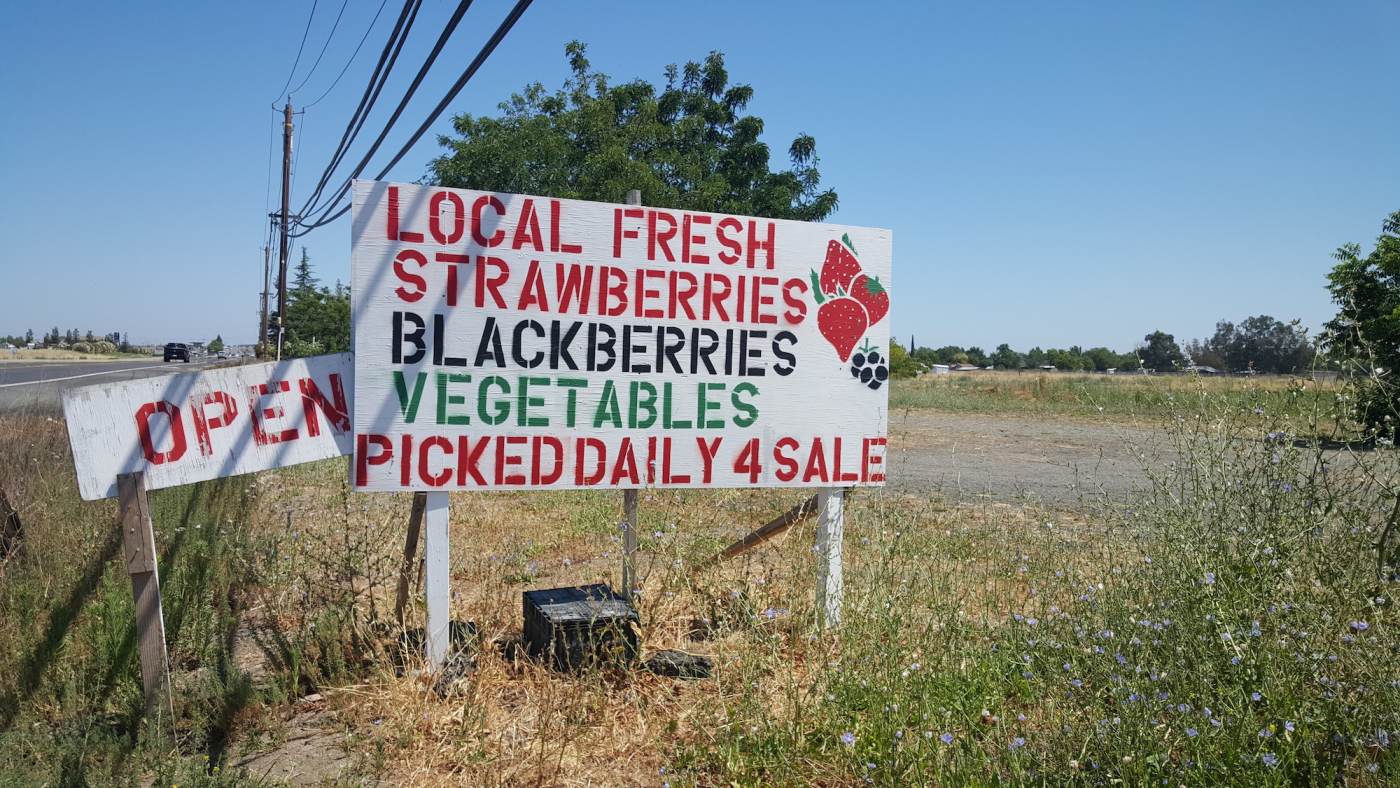 LOCAL FRESH
STRAWBERRIES
BLACKBERRIES
VEGETABLES
PICKED DAILY 4 SALE
OPEN